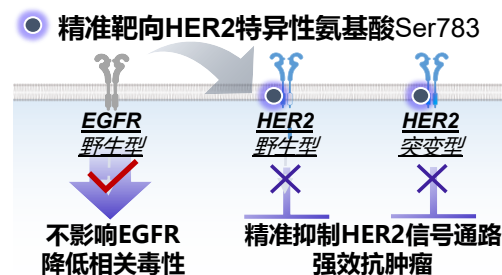 精准靶向HER2特异性氨基酸Ser783
EGFR
野生型
HER2
野生型
HER2
突变型
不影响EGFR
降低相关毒性
精准抑制HER2信号通路
强效抗肿瘤